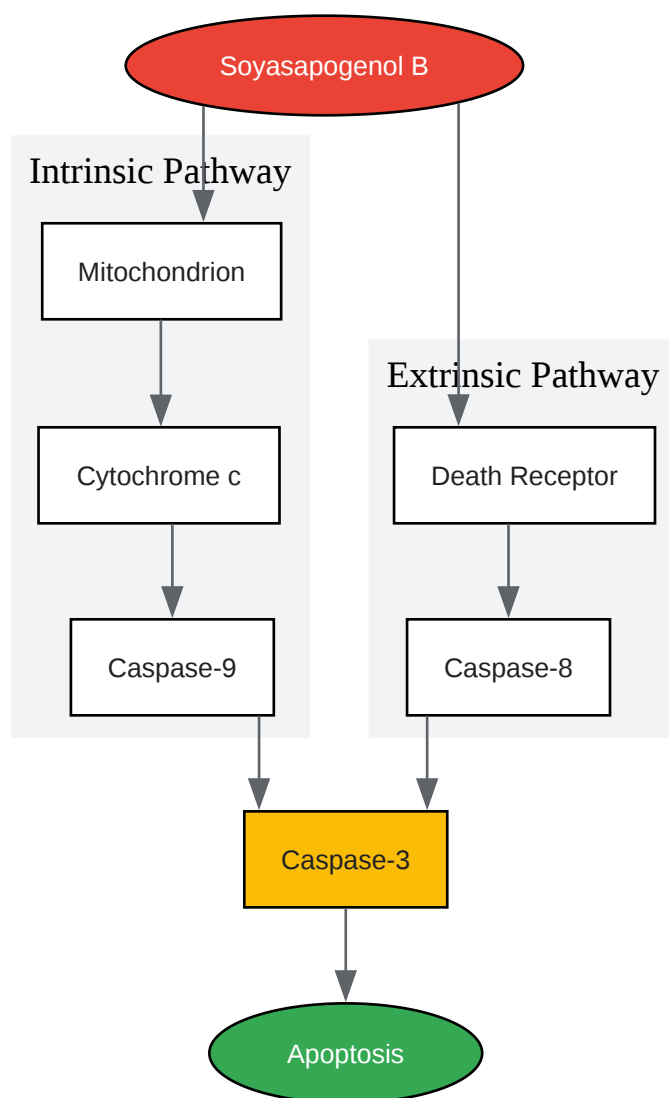 Soyasapogenol B
Intrinsic Pathway
Mitochondrion
Extrinsic Pathway
Cytochrome c
Death Receptor
Caspase-9
Caspase-8
Caspase-3
Apoptosis